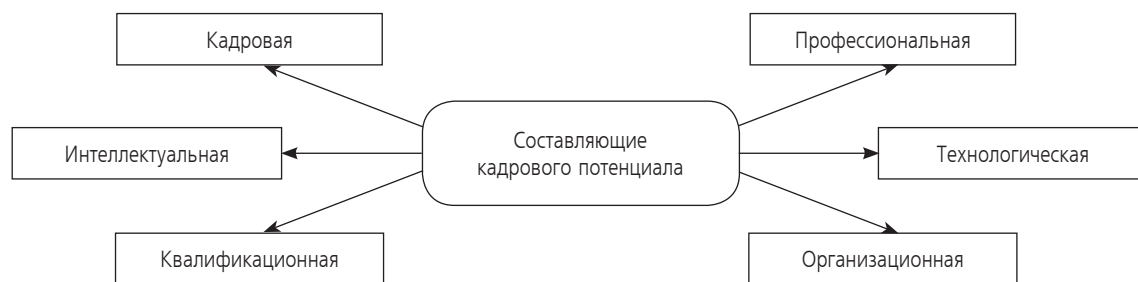 Кадровая
Профессиональная
Составляющие
кадрового потенциала
Интеллектуальная
Технологическая
Квалификационная
Организационная